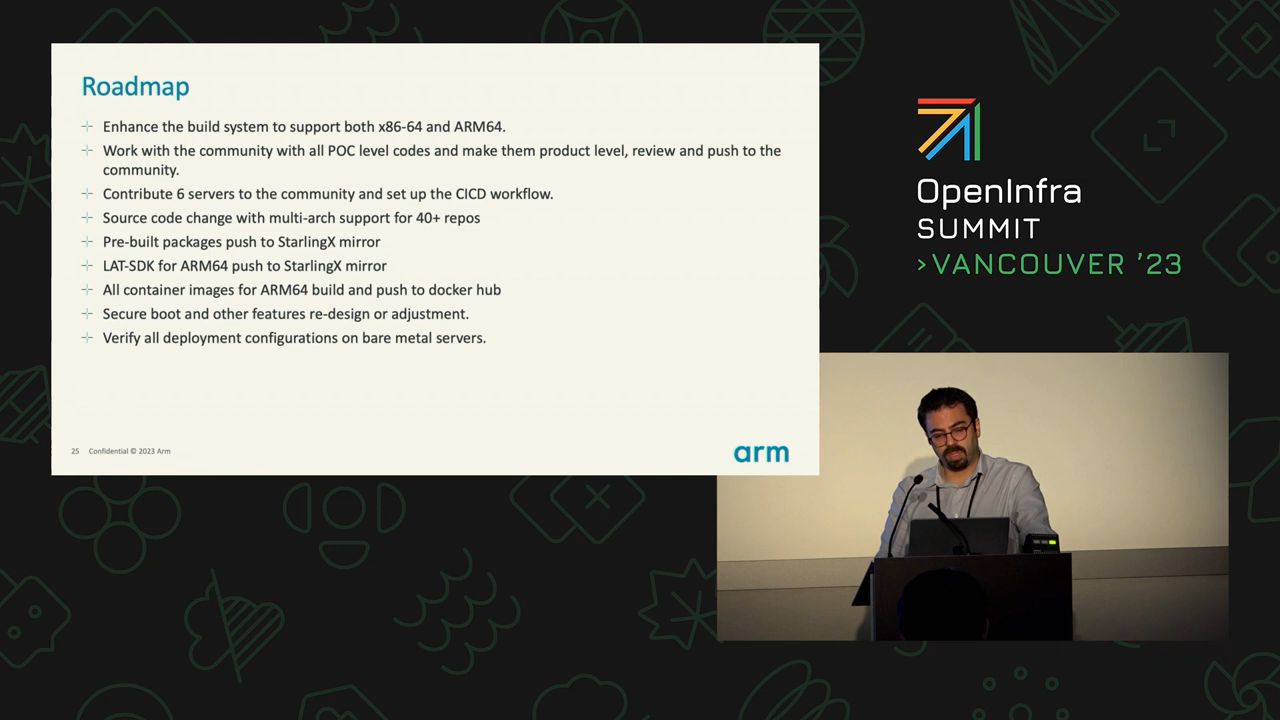 Roadmap
Enhance the build system to support both x86-64 and ARM64.
Work with the community with all POC level codes and make them product level, review and push to the
community.
Contribute 6 servers to the community and set up the CICD workflow.
Source code change with multi-arch support for 40+ repos
Pre-built packages push to StarlingX mirror
LAT-SDK for ARM64 push to StarlingX mirror
All container images for ARM64 build and push to docker hub
Secure boot and other features re-design or adjustment.
Verify all deployment configurations on bare metal servers.
25 Confidential © 2023 Arm
arm
OpenInfra
SUMMIT
>VANCOUVER '23